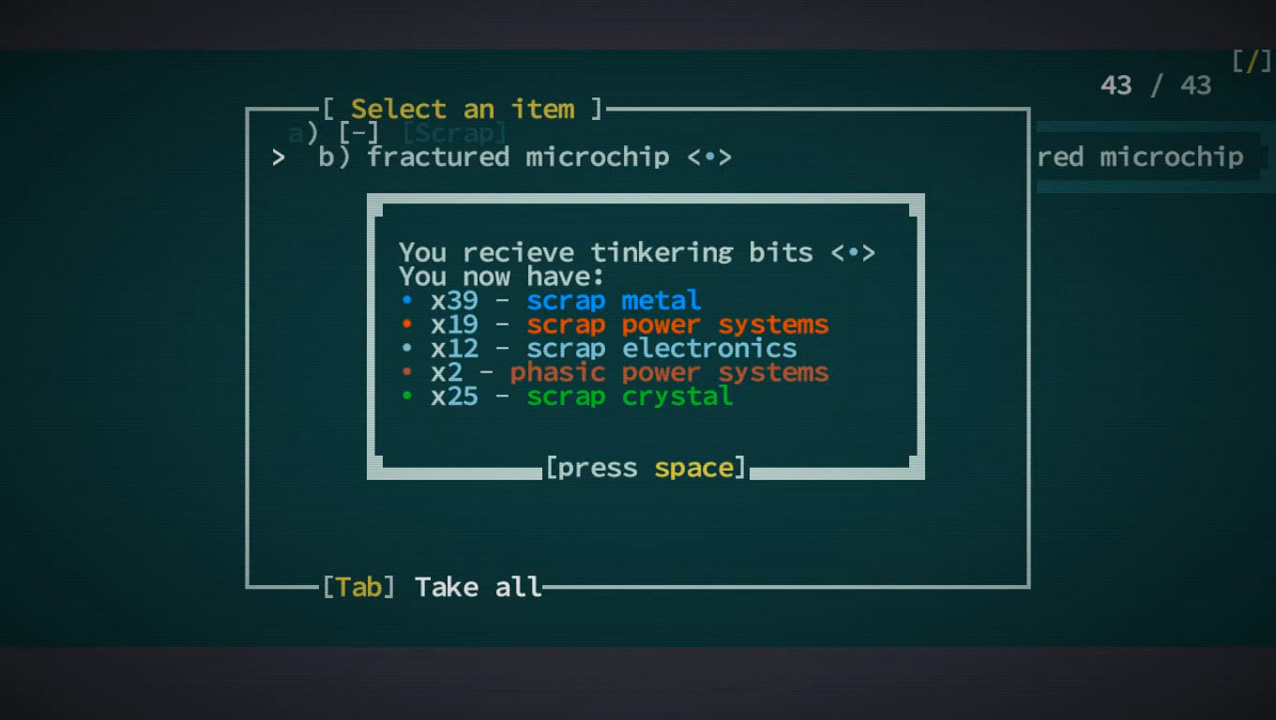 [/]
43 / 43
[ Select an item ]
a) [-] [Scrap]
> b) fractured microchip <•>
red microchip
You recieve tinkering bits <•>
You now have:
• x39 - scrap metal
• x19 - scrap power systems
• x12 - scrap electronics
• x2 - phasic power systems
• x25 - scrap crystal
[press space]
[Tab] Take all